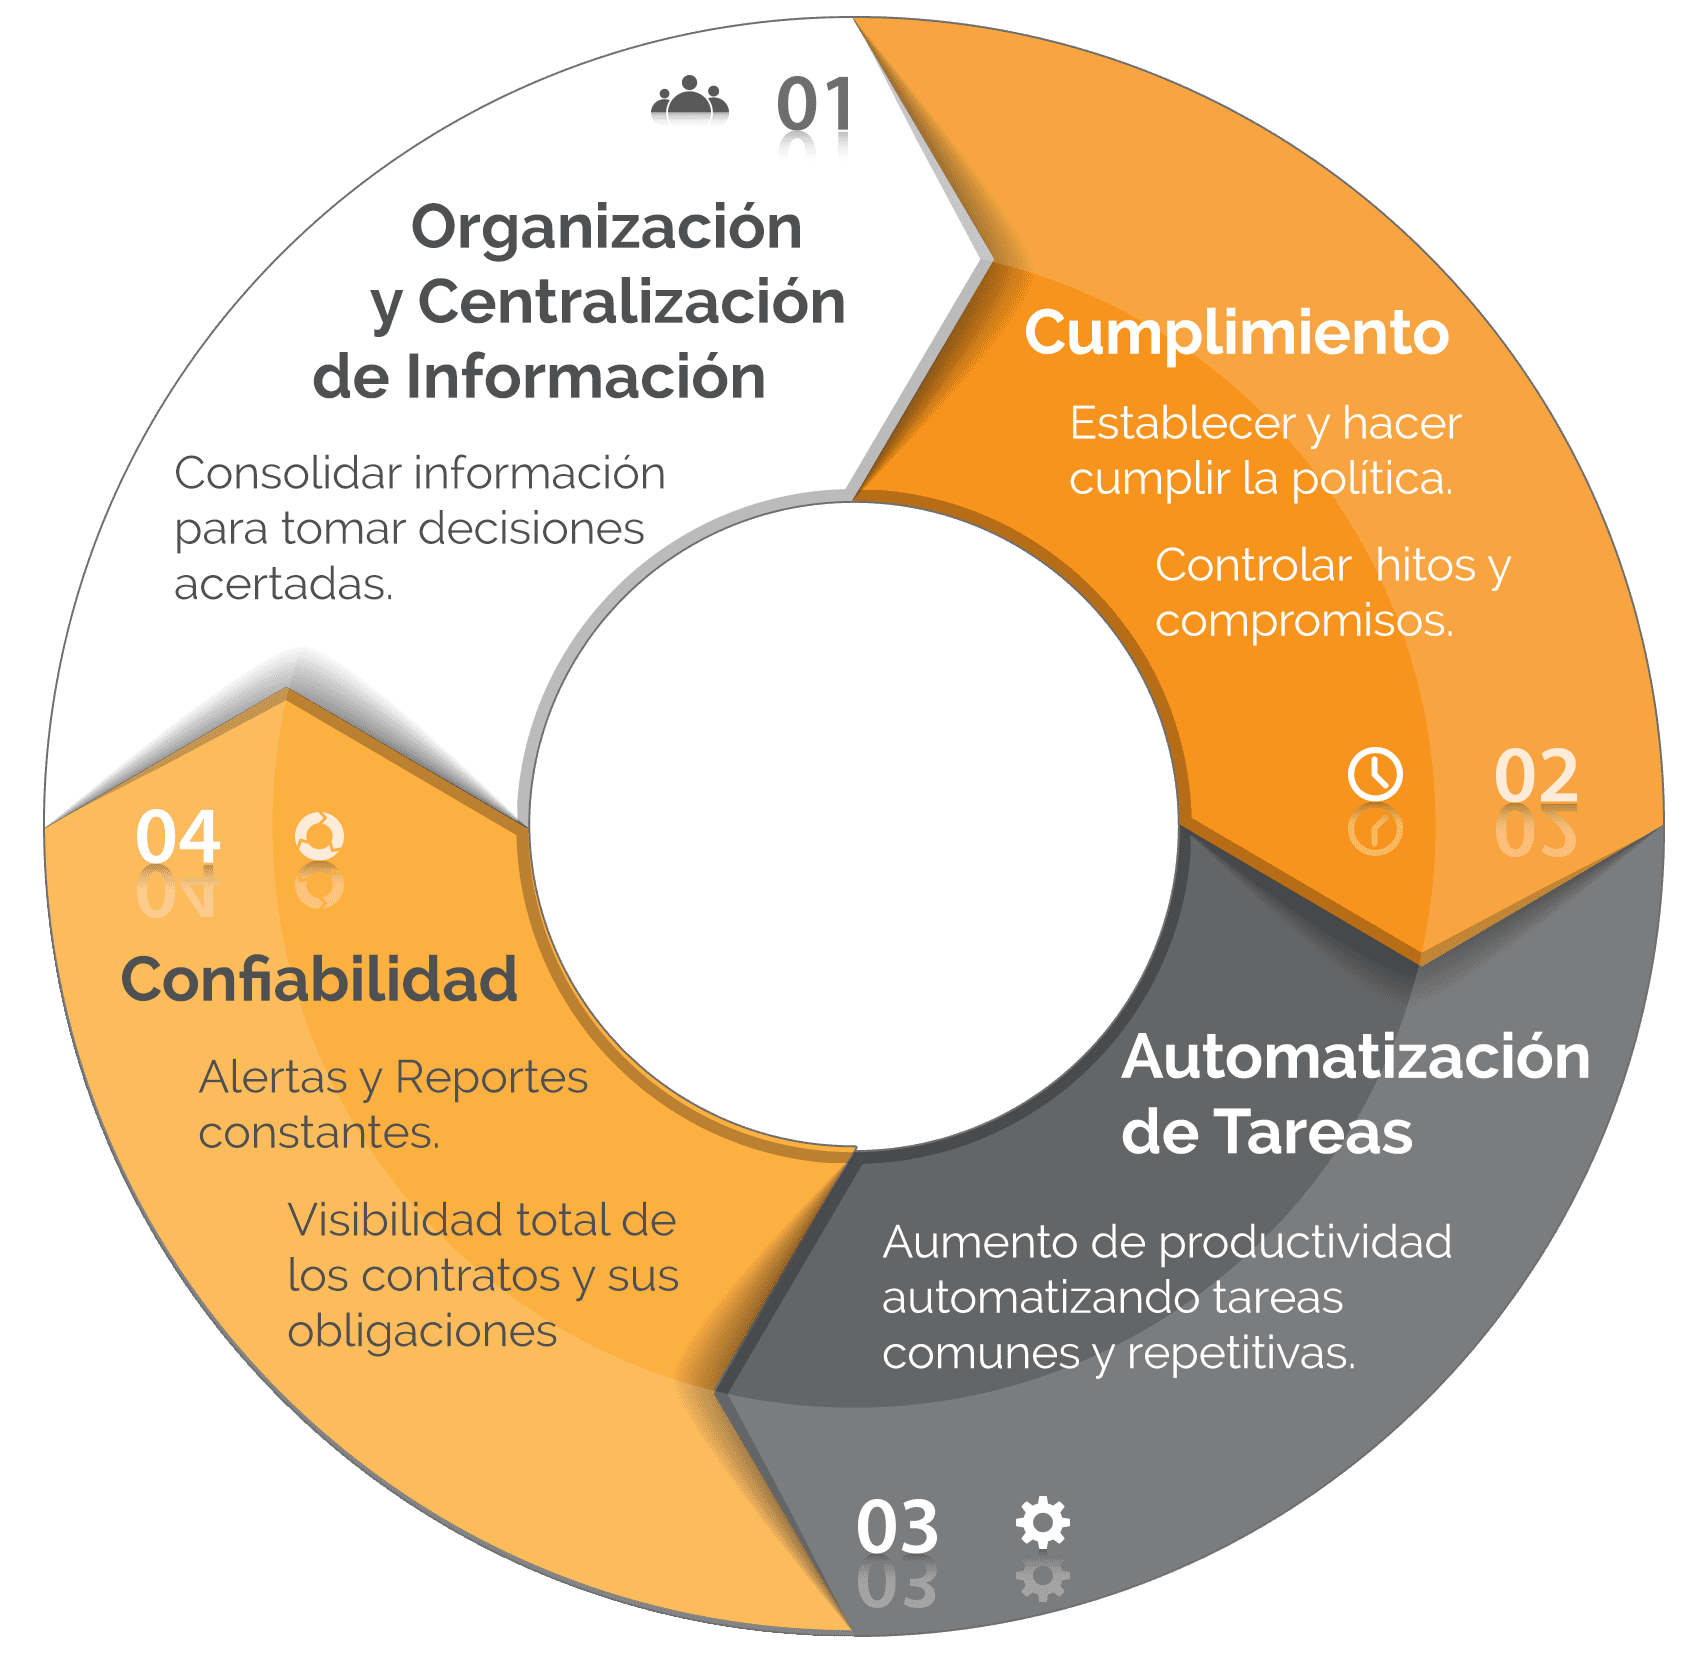 01
Organización
y Centralización
de Información
Consolidar información
para tomar decisiones
acertadas.
Cumplimiento
Establecer y hacer
cumplir la política.
Controlar hitos y
compromisos.
02
Automatización
de Tareas
Aumento de productividad
automatizando tareas
comunes y repetitivas.
03
04
Confiabilidad
Alertas y Reportes
constantes.
Visibilidad total de
los contratos y sus
obligaciones